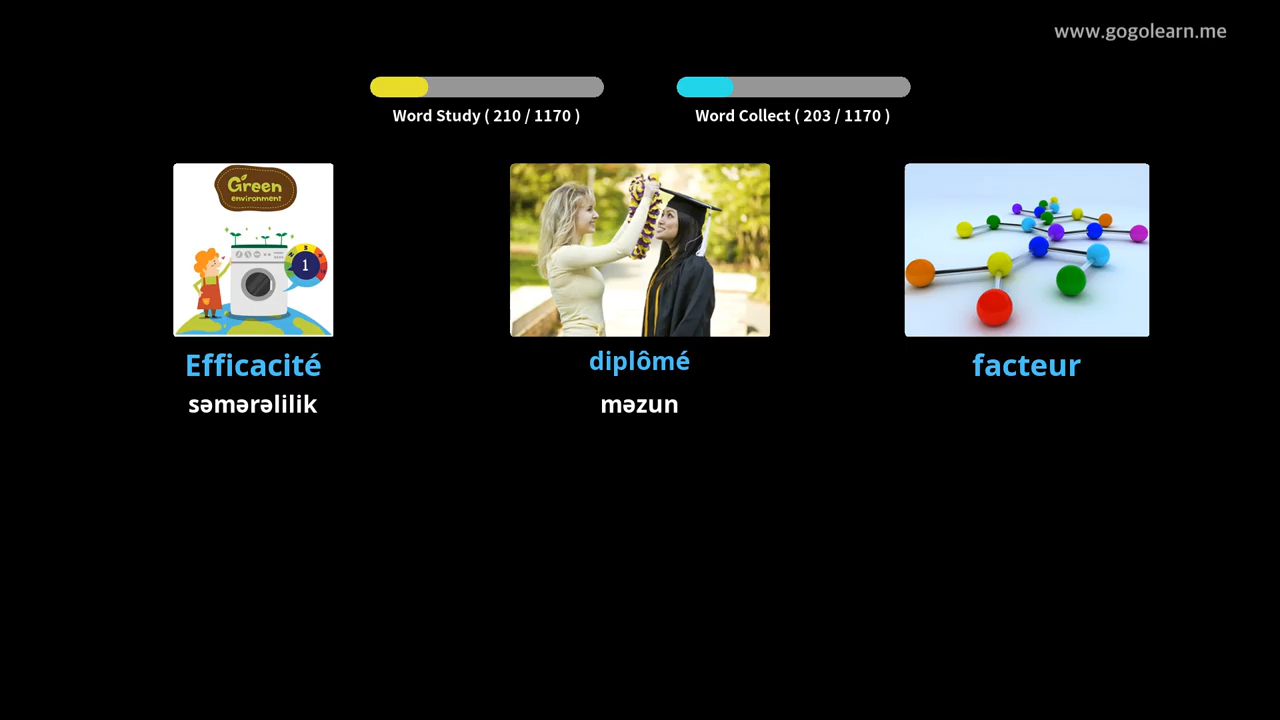 www.gogolearn.me
Word Study ( 210 / 1170 )
Word Collect ( 203 / 1170 )
Green
environment
1
Efficacité
diplômé
facteur
səmərəlilik
məzun